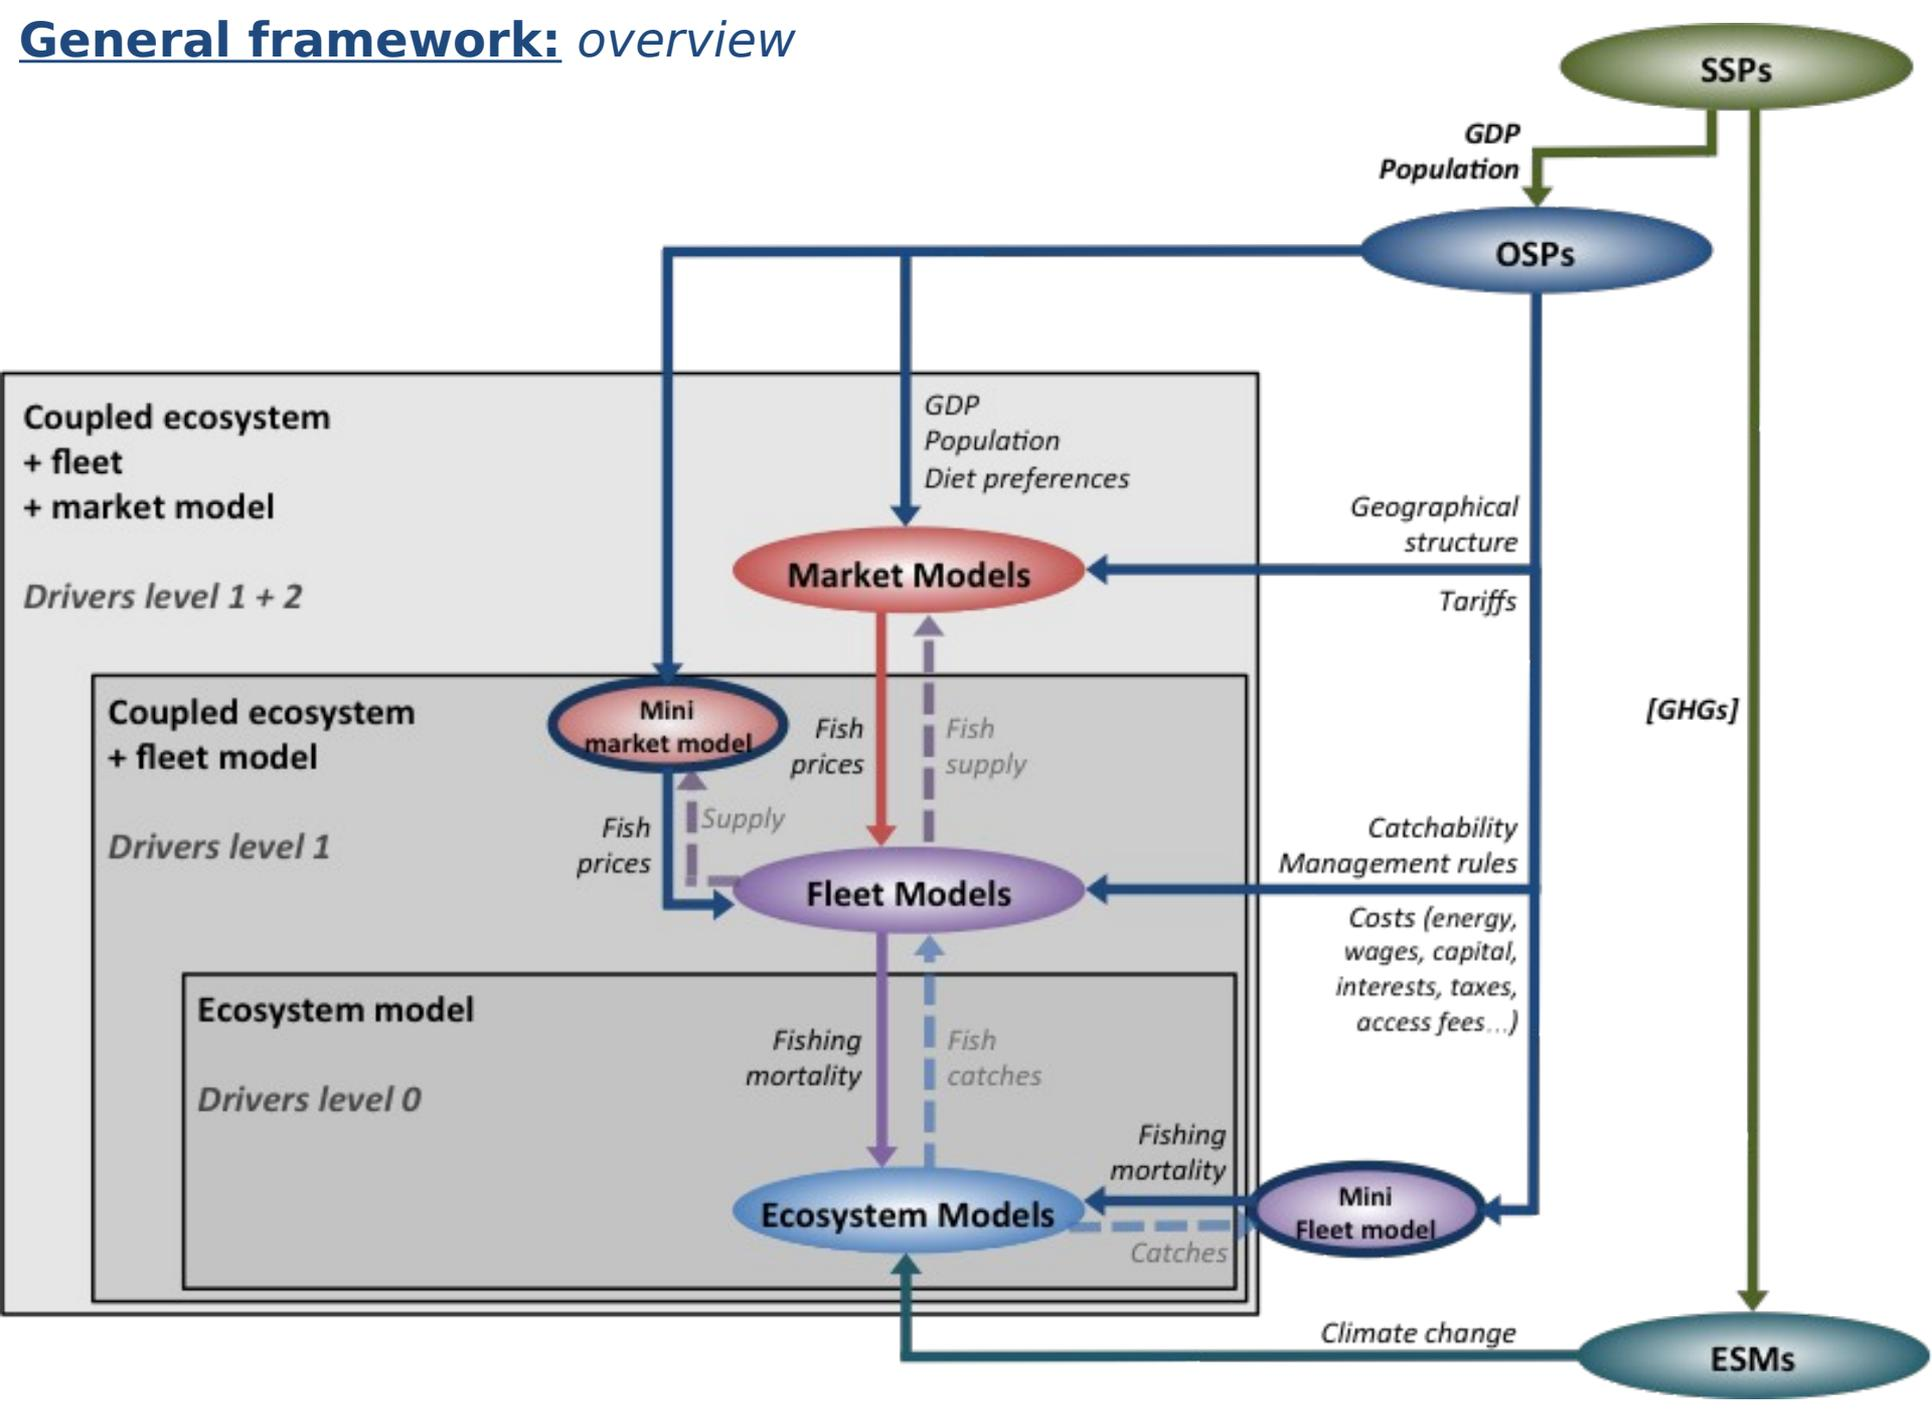 General framework: overview
SSPs
GDP
Population
OSPs
Coupled ecosystem
+ fleet
+ market model
Drivers level 1 + 2
GDP
Population
Diet preferences
Geographical
structure
Market Models
Tariffs
Coupled ecosystem
+ fleet model
Drivers level 1
Mini
market model
Fish
prices
Fish
supply
[GHGs]
Supply
Fish
prices
Catchability
Management rules
Fleet Models
Costs (energy,
wages, capital,
interests, taxes,
access fees…)
Ecosystem model
Drivers level 0
Fishing
mortality
Fish
catches
Fishing
mortality
Ecosystem Models
Catches
Mini
Fleet model
Climate change
ESMs